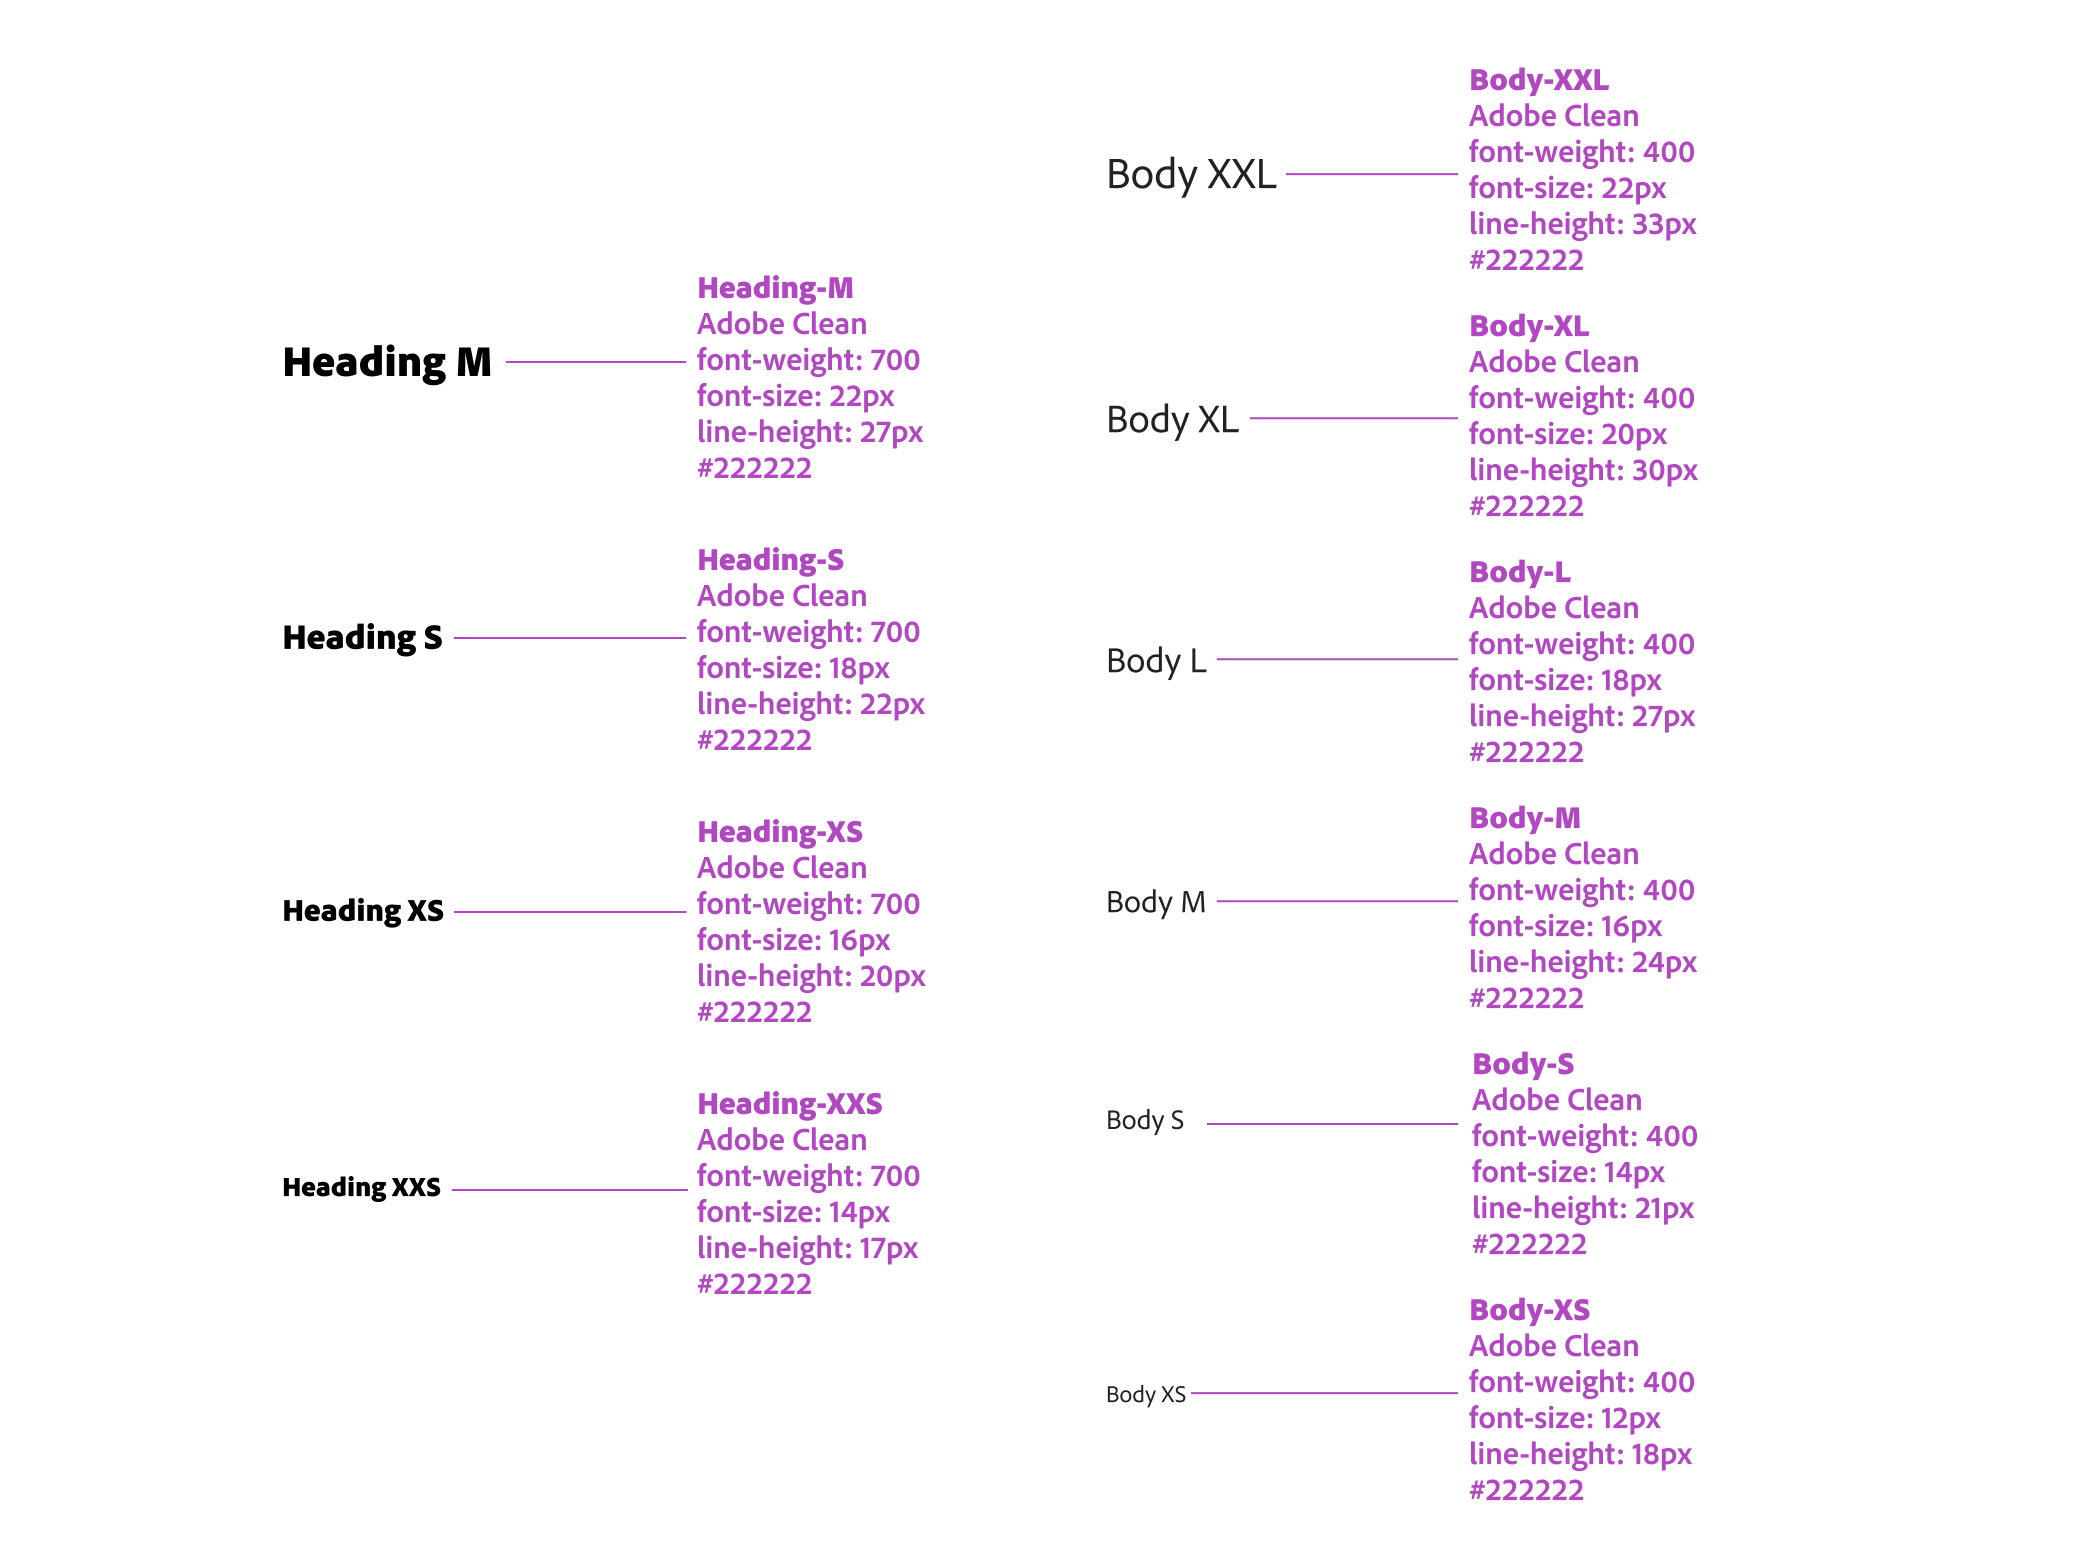 Heading M
Heading-M
Adobe Clean
font-weight: 700
font-size: 22px
line-height: 27px
#222222
Heading S
Heading-S
Adobe Clean
font-weight: 700
font-size: 18px
line-height: 22px
#222222
Heading XS
Heading-XS
Adobe Clean
font-weight: 700
font-size: 16px
line-height: 20px
#222222
Heading XXS
Heading-XXS
Adobe Clean
font-weight: 700
font-size: 14px
line-height: 17px
#222222
Body XXL
Body-XXL
Adobe Clean
font-weight: 400
font-size: 22px
line-height: 33px
#222222
Body XL
Body-XL
Adobe Clean
font-weight: 400
font-size: 20px
line-height: 30px
#222222
Body L
Body-L
Adobe Clean
font-weight: 400
font-size: 18px
line-height: 27px
#222222
Body M
Body-M
Adobe Clean
font-weight: 400
font-size: 16px
line-height: 24px
#222222
Body S
Body-S
Adobe Clean
font-weight: 400
font-size: 14px
line-height: 21px
#222222
Body XS
Body-XS
Adobe Clean
font-weight: 400
font-size: 12px
line-height: 18px
#222222